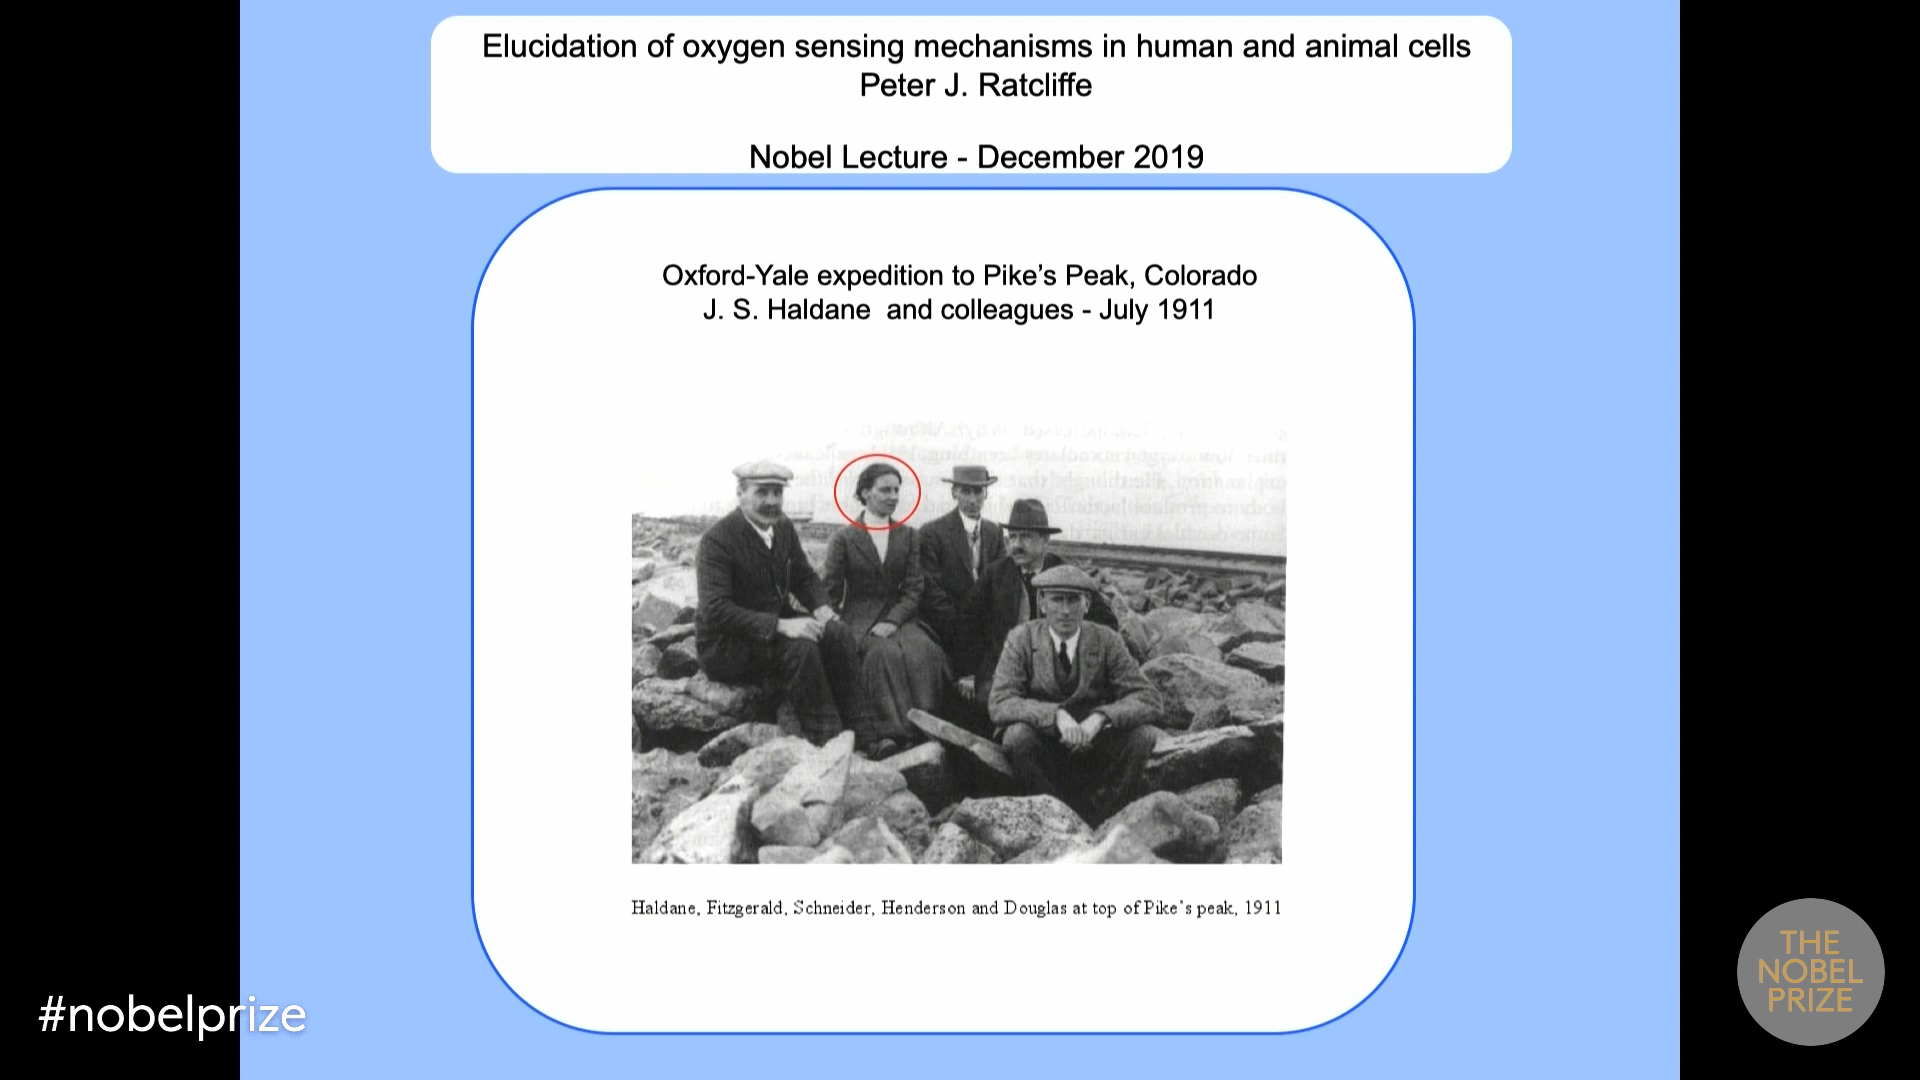 Elucidation of oxygen sensing mechanisms in human and animal cells
Peter J. Ratcliffe
Nobel Lecture - December 2019
Oxford-Yale expedition to Pike’s Peak, Colorado
J. S. Haldane and colleagues - July 1911
Haldane, Fitzgerald, Schneider, Henderson and Douglas at top of Pike’s peak, 1911
#nobelprize
THE
NOBEL
PRIZE